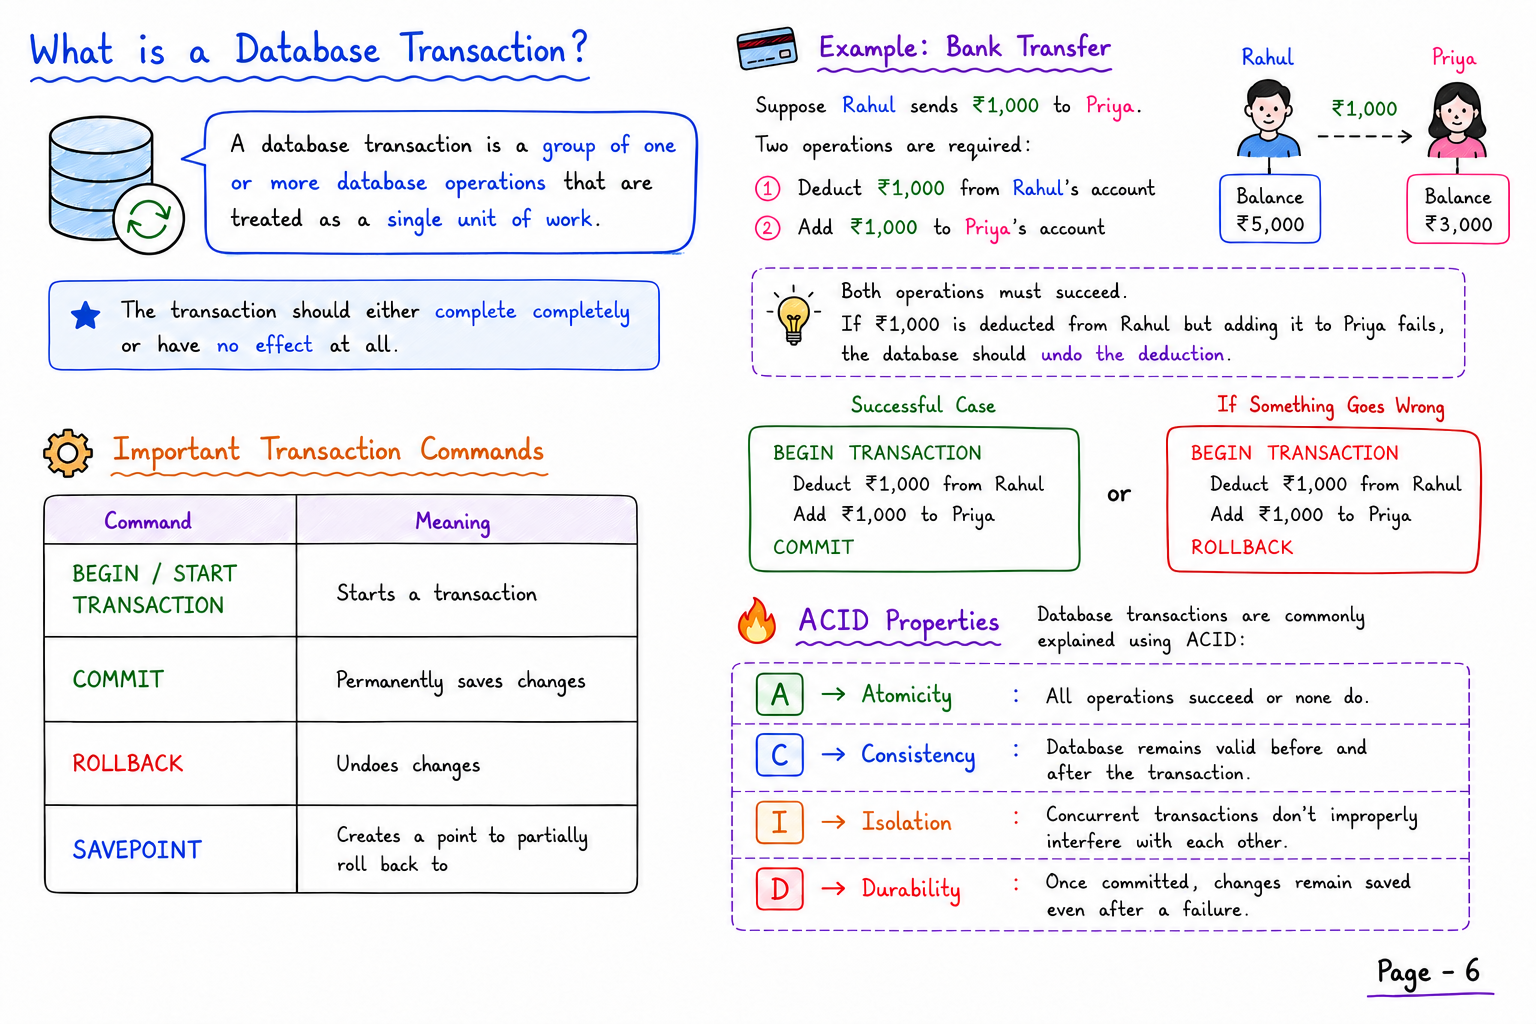 What is a Database Transaction?
A database transaction is a group of one
or more database operations that are
treated as a single unit of work.
The transaction should either complete completely
or have no effect at all.
Important Transaction Commands
Command Meaning
BEGIN / START
TRANSACTION
Starts a transaction
COMMIT Permanently saves changes
ROLLBACK Undoes changes
SAVEPOINT
Creates a point to partially
roll back to
Example: Bank Transfer
Suppose Rahul sends ₹1,000 to Priya.
Two operations are required:
1 Deduct ₹1,000 from Rahul's account
2 Add ₹1,000 to Priya's account
Rahul
₹1,000
Priya
Balance
₹5,000
Balance
₹3,000
Both operations must succeed.
If ₹1,000 is deducted from Rahul but adding it to Priya fails,
the database should undo the deduction.
Successful Case
BEGIN TRANSACTION
Deduct ₹1,000 from Rahul
Add ₹1,000 to Priya
COMMIT
or
If Something Goes Wrong
BEGIN TRANSACTION
Deduct ₹1,000 from Rahul
Add ₹1,000 to Priya
ROLLBACK
ACID Properties
Database transactions are commonly
explained using ACID:
A → Atomicity : All operations succeed or none do.
C → Consistency : Database remains valid before and
after the transaction.
I → Isolation : Concurrent transactions don't improperly
interfere with each other.
D → Durability : Once committed, changes remain saved
even after a failure.
Page - 6